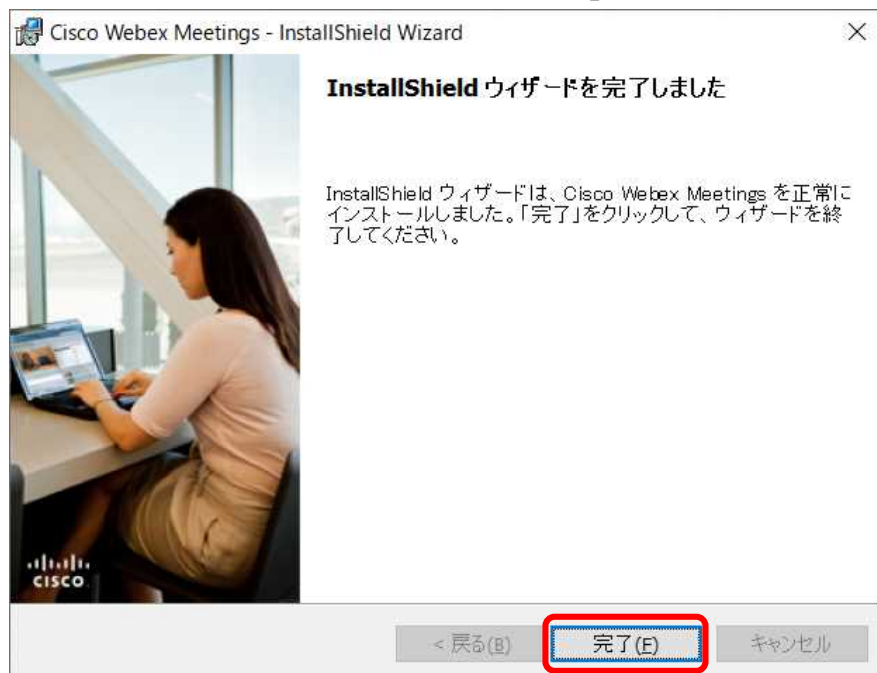 Cisco Webex Meetings - InstallShield Wizard
InstallShield ウィザードを完了しました
InstallShield ウィザードは、Cisco Webex Meetings を正常に
インストールしました。「完了」をクリックして、ウィザードを終
了してください。
CISCO
< 戻る(B)
完了(F)
キャンセル